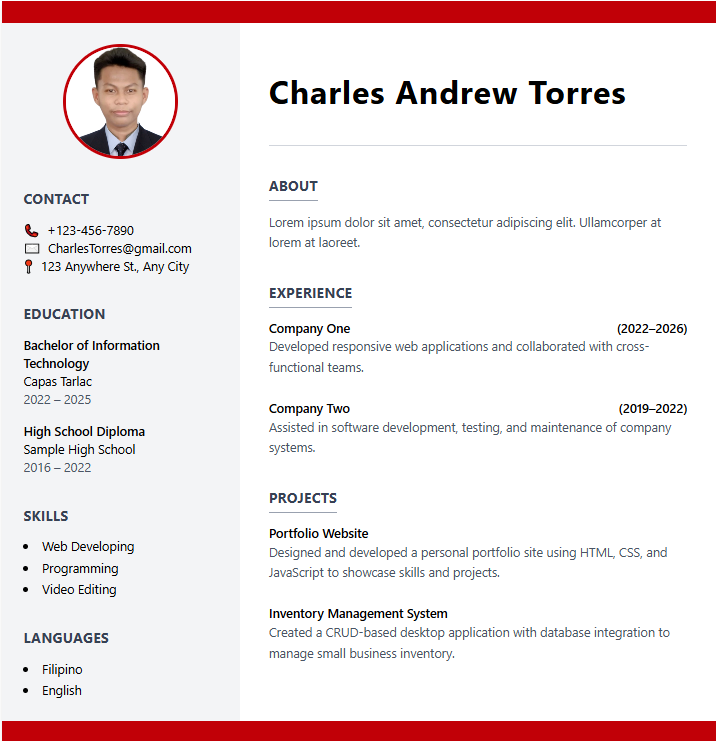 Charles Andrew Torres
CONTACT
+123-456-7890
CharlesTorres@gmail.com
123 Anywhere St., Any City
EDUCATION
Bachelor of Information
Technology
Capas Tarlac
2022 – 2025
High School Diploma
Sample High School
2016 – 2022
SKILLS
• Web Developing
• Programming
• Video Editing
LANGUAGES
• Filipino
• English
ABOUT
Lorem ipsum dolor sit amet, consectetur adipiscing elit. Ullamcorper at
lorem at laoreet.
EXPERIENCE
Company One (2022–2026)
Developed responsive web applications and collaborated with cross-
functional teams.
Company Two (2019–2022)
Assisted in software development, testing, and maintenance of company
systems.
PROJECTS
Portfolio Website
Designed and developed a personal portfolio site using HTML, CSS, and
JavaScript to showcase skills and projects.
Inventory Management System
Created a CRUD-based desktop application with database integration to
manage small business inventory.